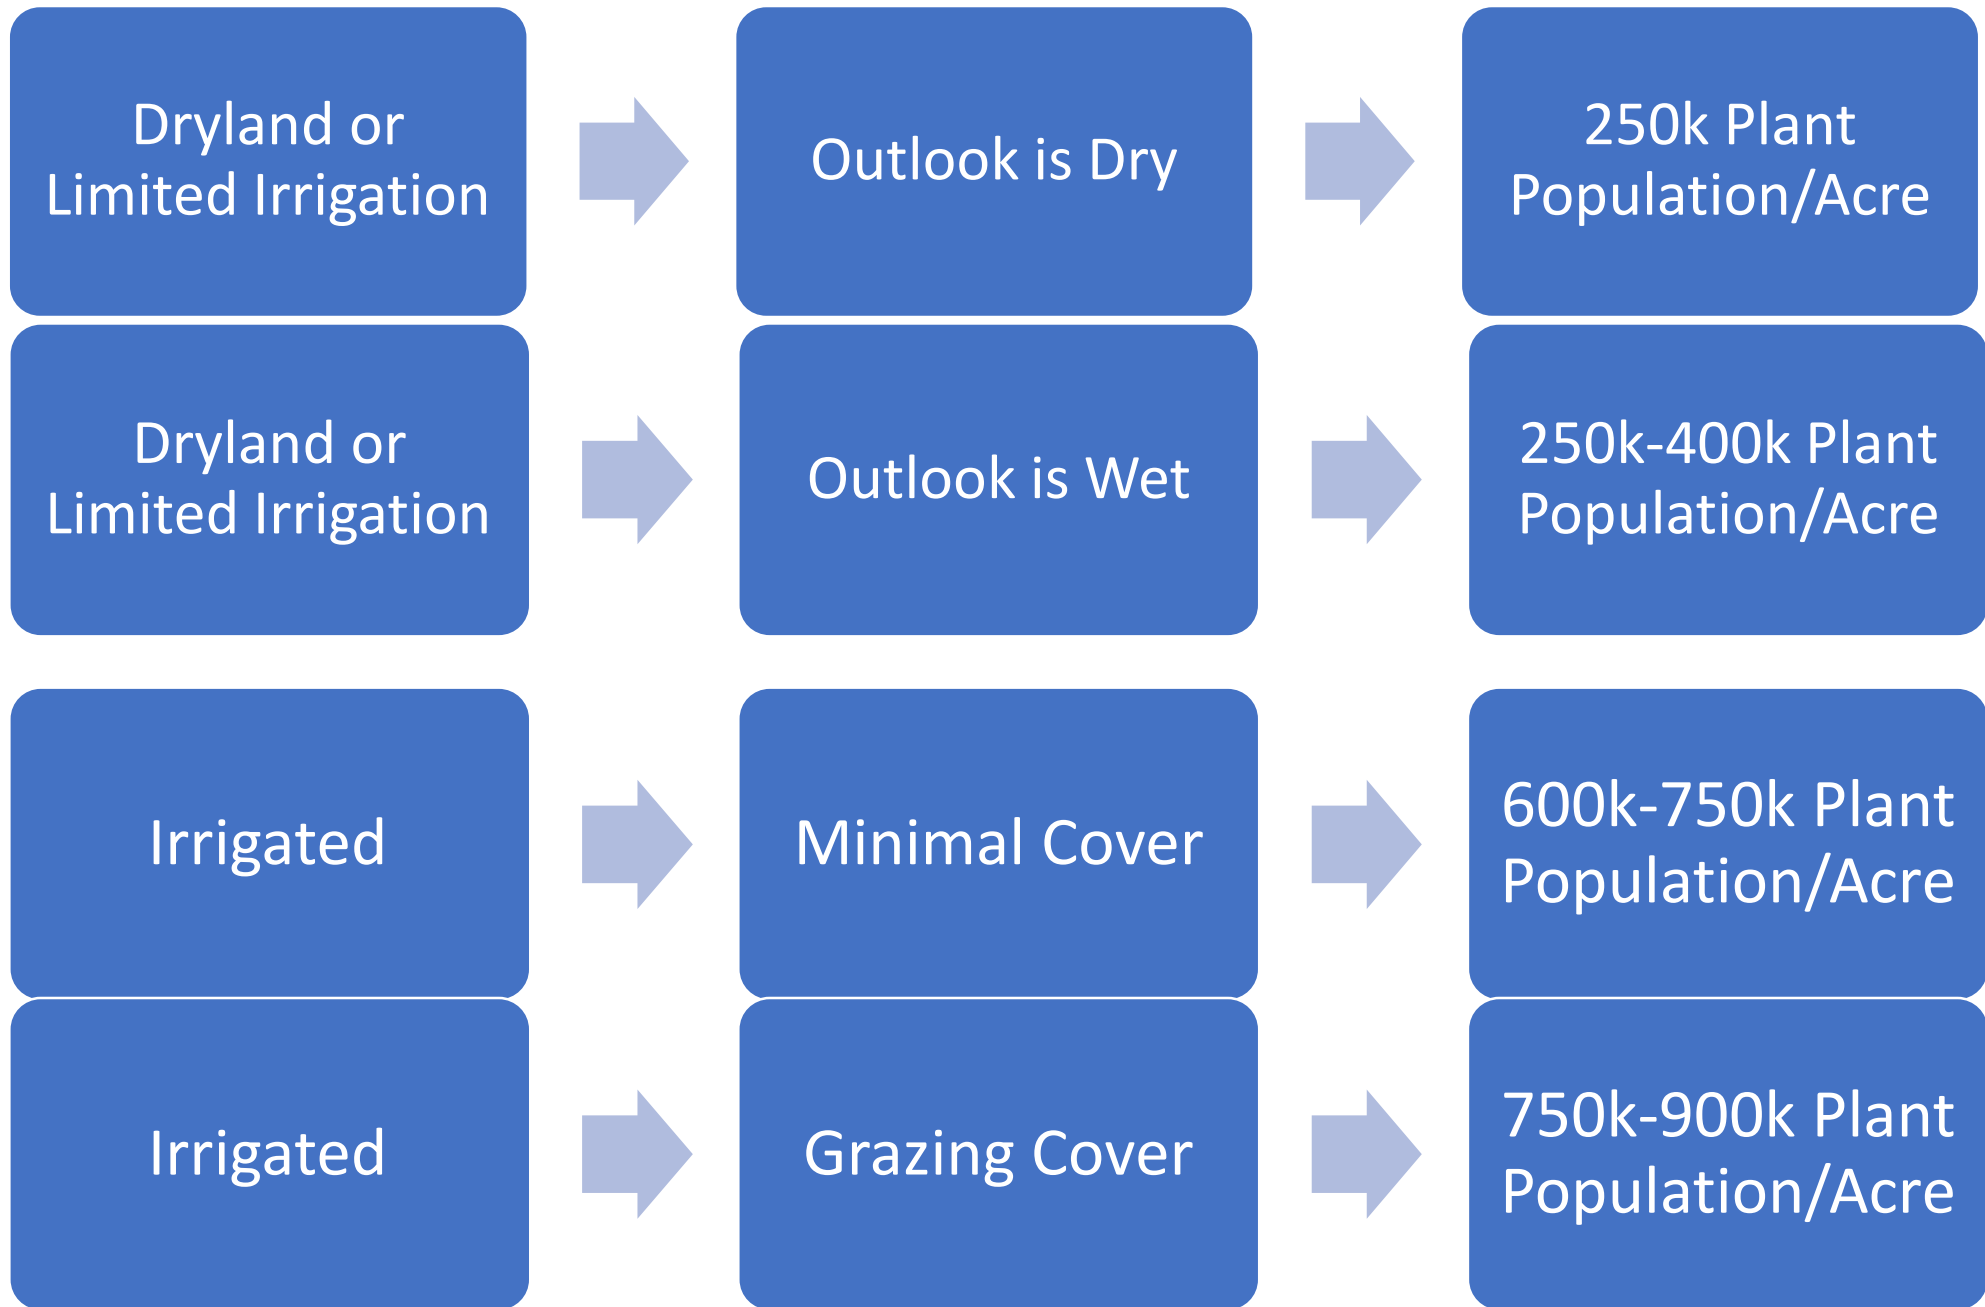 Dryland or
Limited Irrigation
Outlook is Dry
250k Plant
Population/Acre
Dryland or
Limited Irrigation
Outlook is Wet
250k-400k Plant
Population/Acre
Irrigated
Minimal Cover
600k-750k Plant
Population/Acre
Irrigated
Grazing Cover
750k-900k Plant
Population/Acre